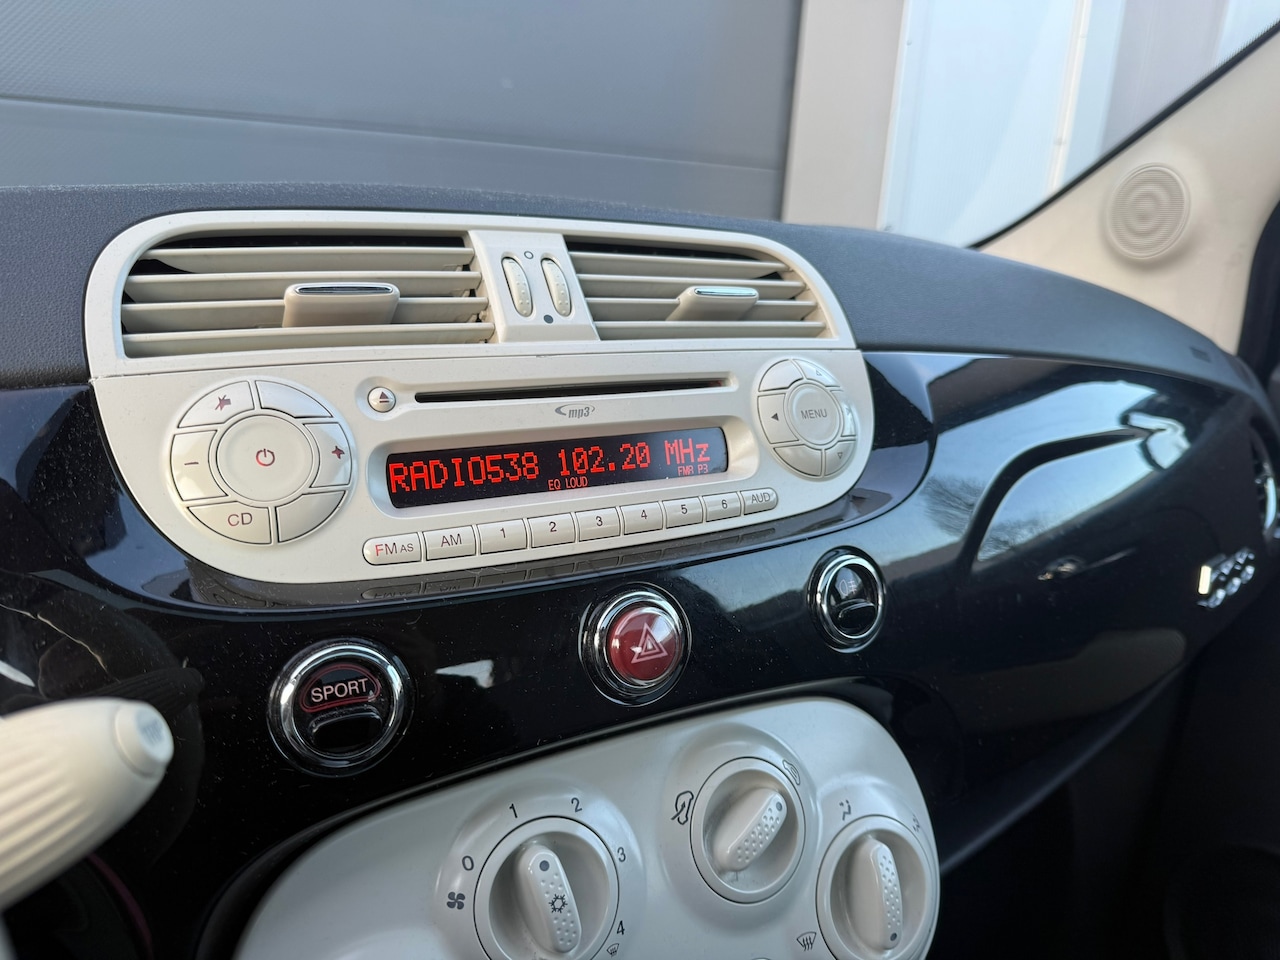 mp3
MENU
RADIO538 102.20 MHz
EQ LOUD
FMA P3
CD
FM AS
AM
1
2
3
4
5
6
AUD
SPORT
500
0
1
2
3
4